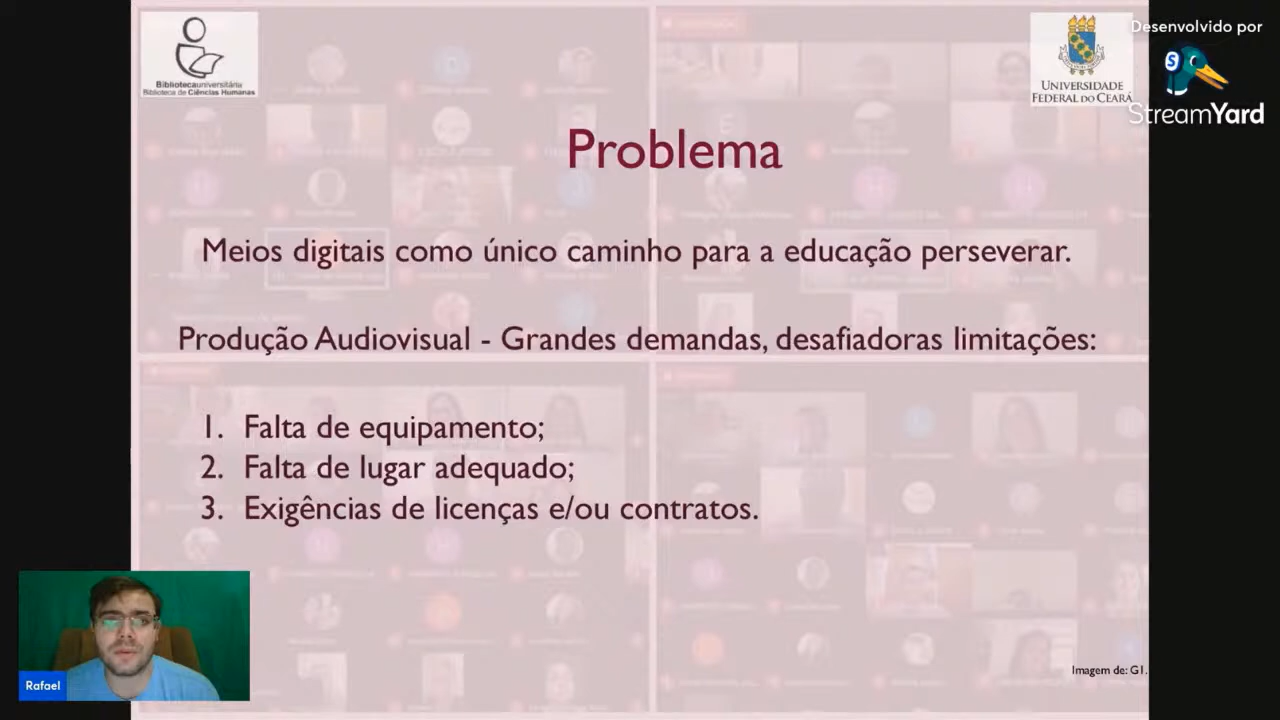 Bibliotecauniversitária
Biblioteca de Ciências Humanas
UNIVERSIDADE
FEDERAL DO CEARÁ
Desenvolvido por
StreamYard
Problema
Meios digitais como único caminho para a educação perseverar.
Produção Audiovisual - Grandes demandas, desafiadoras limitações:
1. Falta de equipamento;
2. Falta de lugar adequado;
3. Exigências de licenças e/ou contratos.
Rafael
Imagem de: G1.